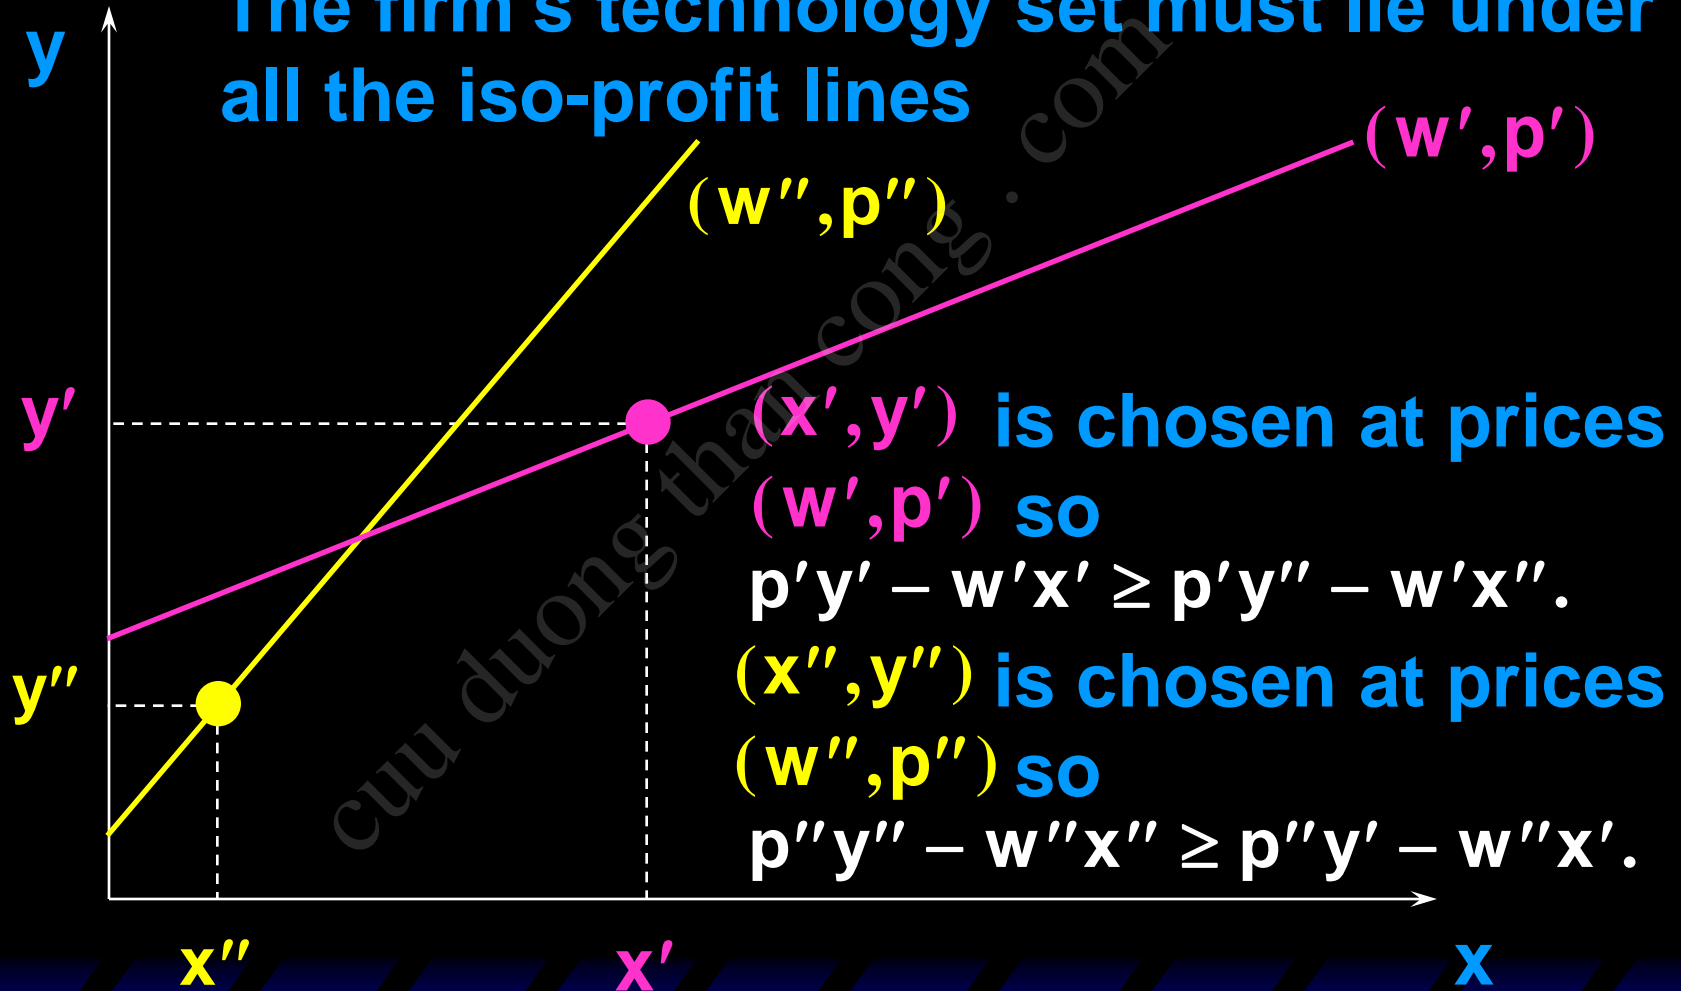 The firm's technology set must lie under
y
all the iso-profit lines
(w′,p′)
(w″,p″)
y′
(x′,y′) is chosen at prices
(w′,p′) so
p′y′ – w′x′ ≥ p′y″ – w′x″.
y″
(x″,y″) is chosen at prices
(w″,p″) so
p″y″ – w″x″ ≥ p″y′ – w″x′.
x″
x′
x
cuu duong than cong . com